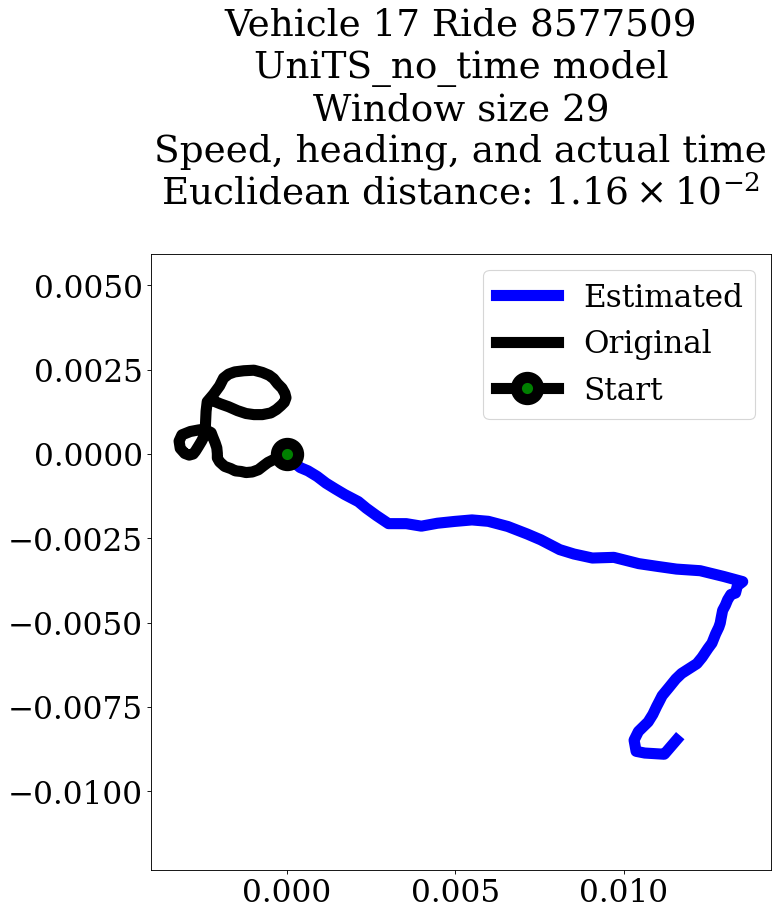 Vehicle 17 Ride 8577509
UniTS_no_time model
Window size 29
Speed, heading, and actual time
Euclidean distance: 1.16 × 10⁻²
Estimated
Original
Start
0.0050
0.0025
0.0000
−0.0025
−0.0050
−0.0075
−0.0100
0.000 0.005 0.010